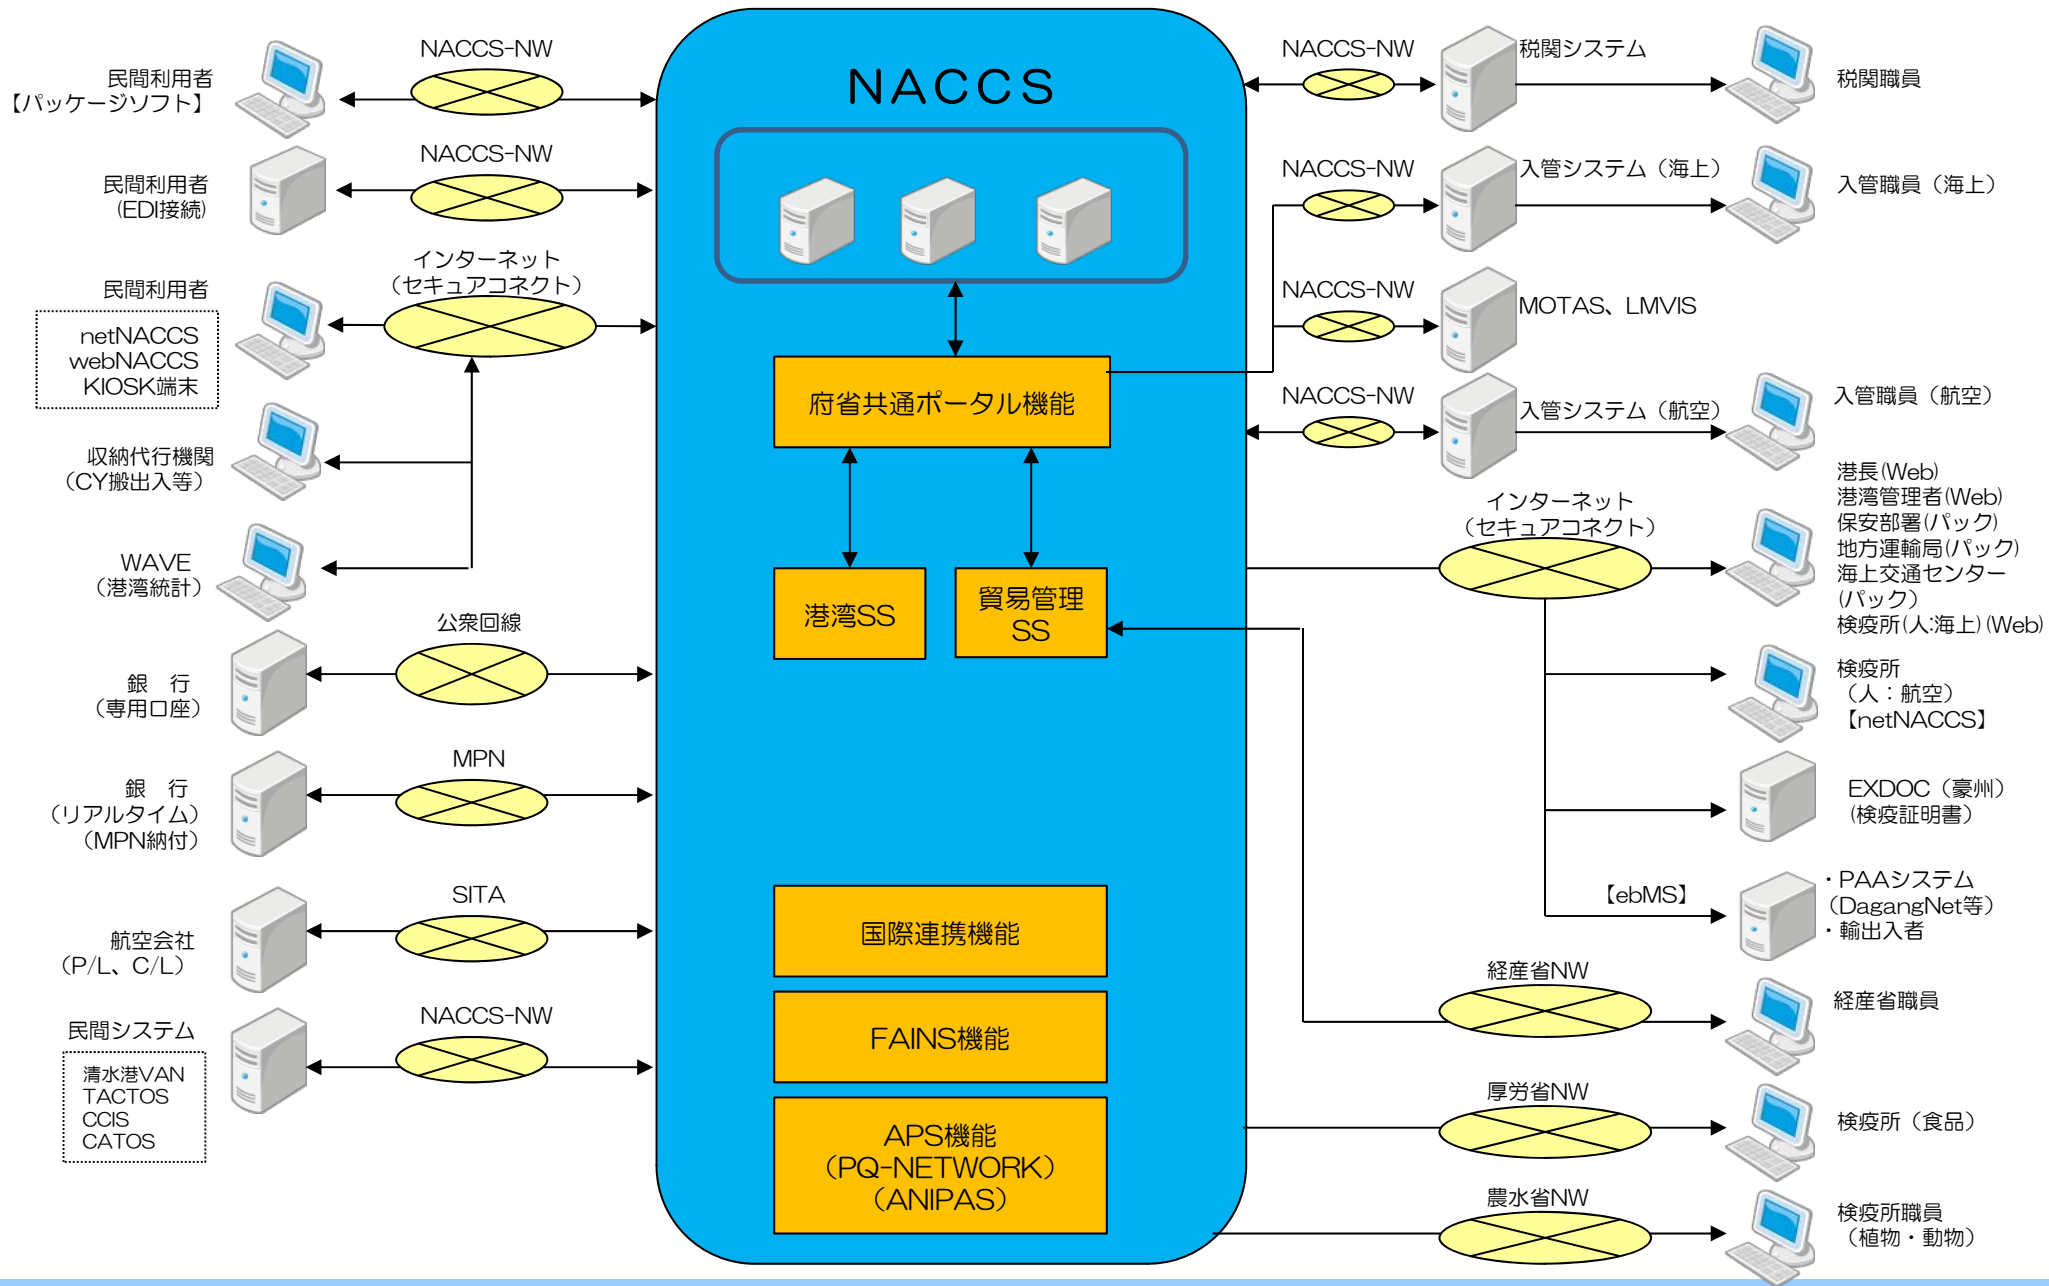 NACCS-NW
民間利用者
【パッケージソフト】
NACCS-NW
民間利用者
(EDI接続)
インターネット
（セキュアコネクト）
民間利用者
netNACCS
webNACCS
KIOSK端末
収納代行機関
（CY搬出入等）
WAVE
（港湾統計）
公衆回線
銀　行
（専用口座）
MPN
銀　行
（リアルタイム）
（MPN納付）
SITA
航空会社
（P/L、C/L）
NACCS-NW
民間システム
清水港VAN
TACTOS
CCIS
CATOS
NACCS
府省共通ポータル機能
港湾SS
貿易管理
SS
国際連携機能
FAINS機能
APS機能
（PQ-NETWORK）
（ANIPAS）
NACCS-NW
税関システム
税関職員
NACCS-NW
入管システム（海上）
入管職員（海上）
NACCS-NW
MOTAS、LMVIS
NACCS-NW
入管システム（航空）
入管職員（航空）
インターネット
（セキュアコネクト）
港長(Web)
港湾管理者(Web)
保安部署(パック)
地方運輸局(パック)
海上交通センター
(パック）
検疫所(人:海上)(Web)
検疫所
（人：航空）
【netNACCS】
EXDOC（豪州）
(検疫証明書）
【ebMS】
・PAAシステム
（DagangNet等）
・輸出入者
経産省NW
経産省職員
厚労省NW
検疫所（食品）
農水省NW
検疫所職員
（植物・動物）